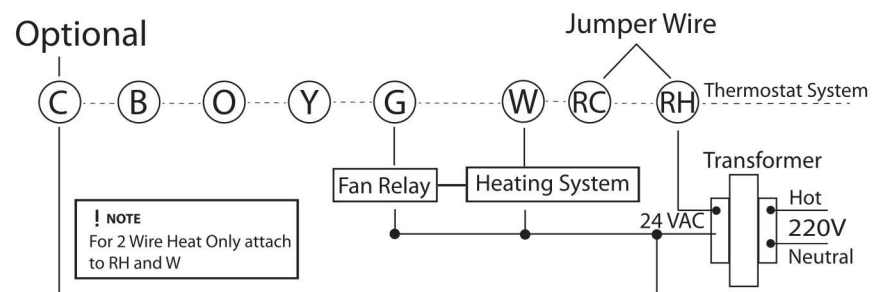 Optional
Jumper Wire
C B O Y G W RC RH Thermostat System
Transformer
Fan Relay Heating System
Hot
24 VAC 220V
Neutral
! NOTE
For 2 Wire Heat Only attach
to RH and W